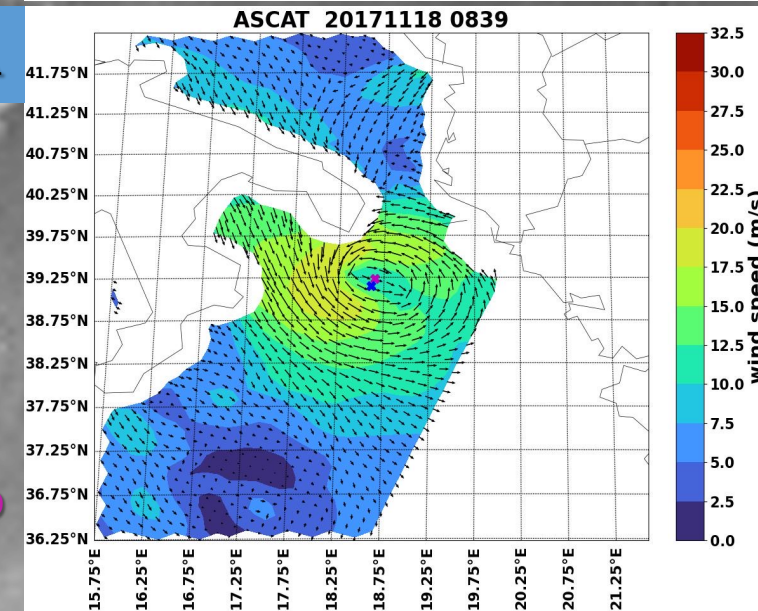 ASCAT 20171118 0839
41.75°N
41.25°N
40.75°N
40.25°N
39.75°N
39.25°N
38.75°N
38.25°N
37.75°N
37.25°N
36.75°N
36.25°N
15.75°E
16.25°E
16.75°E
17.25°E
17.75°E
18.25°E
18.75°E
19.25°E
19.75°E
20.25°E
20.75°E
21.25°E
32.5
30.0
27.5
25.0
22.5
20.0
17.5
15.0
12.5
10.0
7.5
5.0
2.5
0.0
wind speed (m/s)